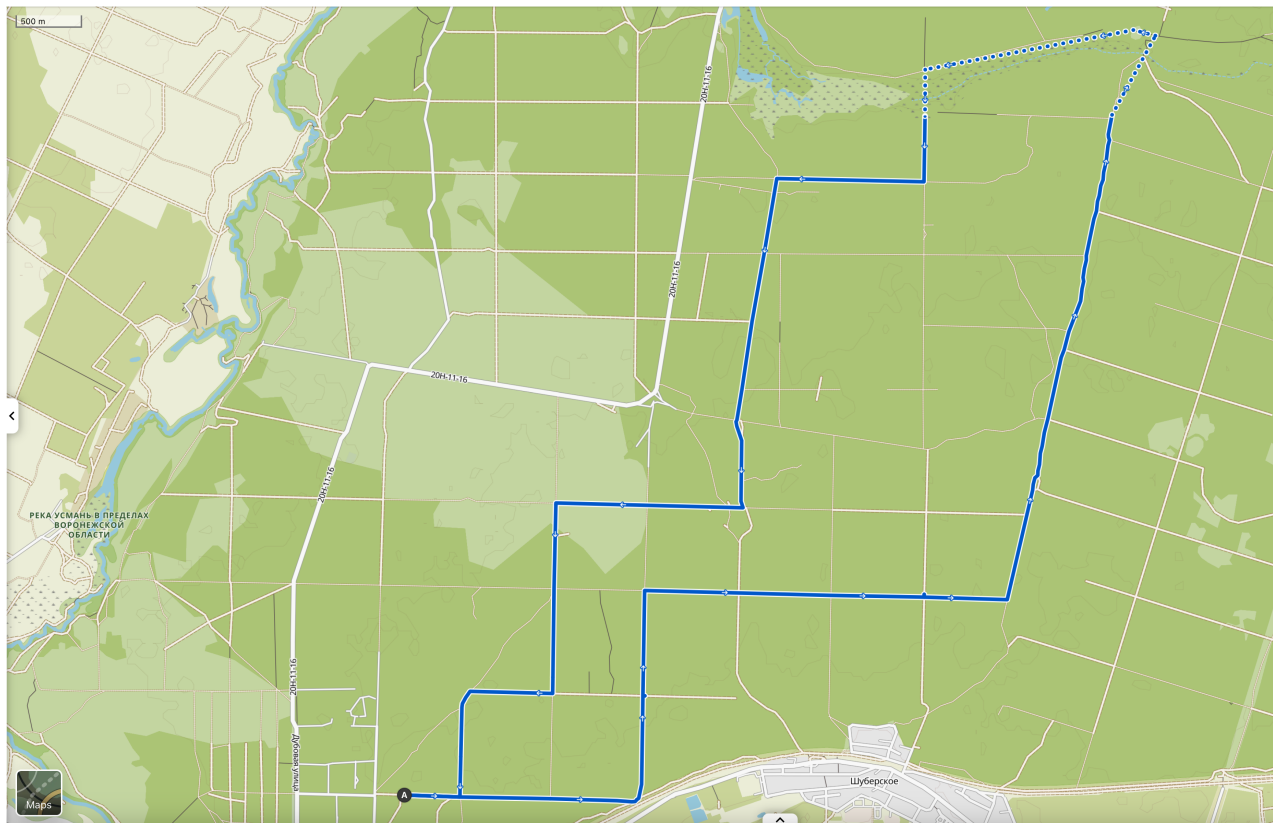 500 m
20Н-11-16
20Н-11-16
20Н-11-16
20Н-11-16
РЕКА УСМАНЬ В ПРЕДЕЛАХ
ВОРОНЕЖСКОЙ
ОБЛАСТИ
20Н-11-16
Дубовая улица
A
Шуберское
Maps